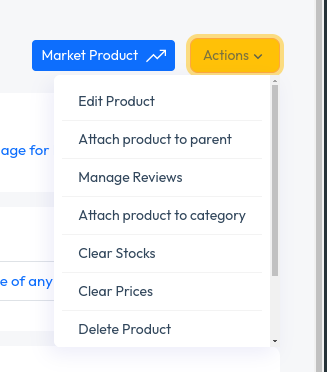 Market Product
Actions
Edit Product
Attach product to parent
age for
Manage Reviews
Attach product to category
Clear Stocks
e of any
Clear Prices
Delete Product